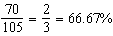 70/105 = 2/3 = 66.67%